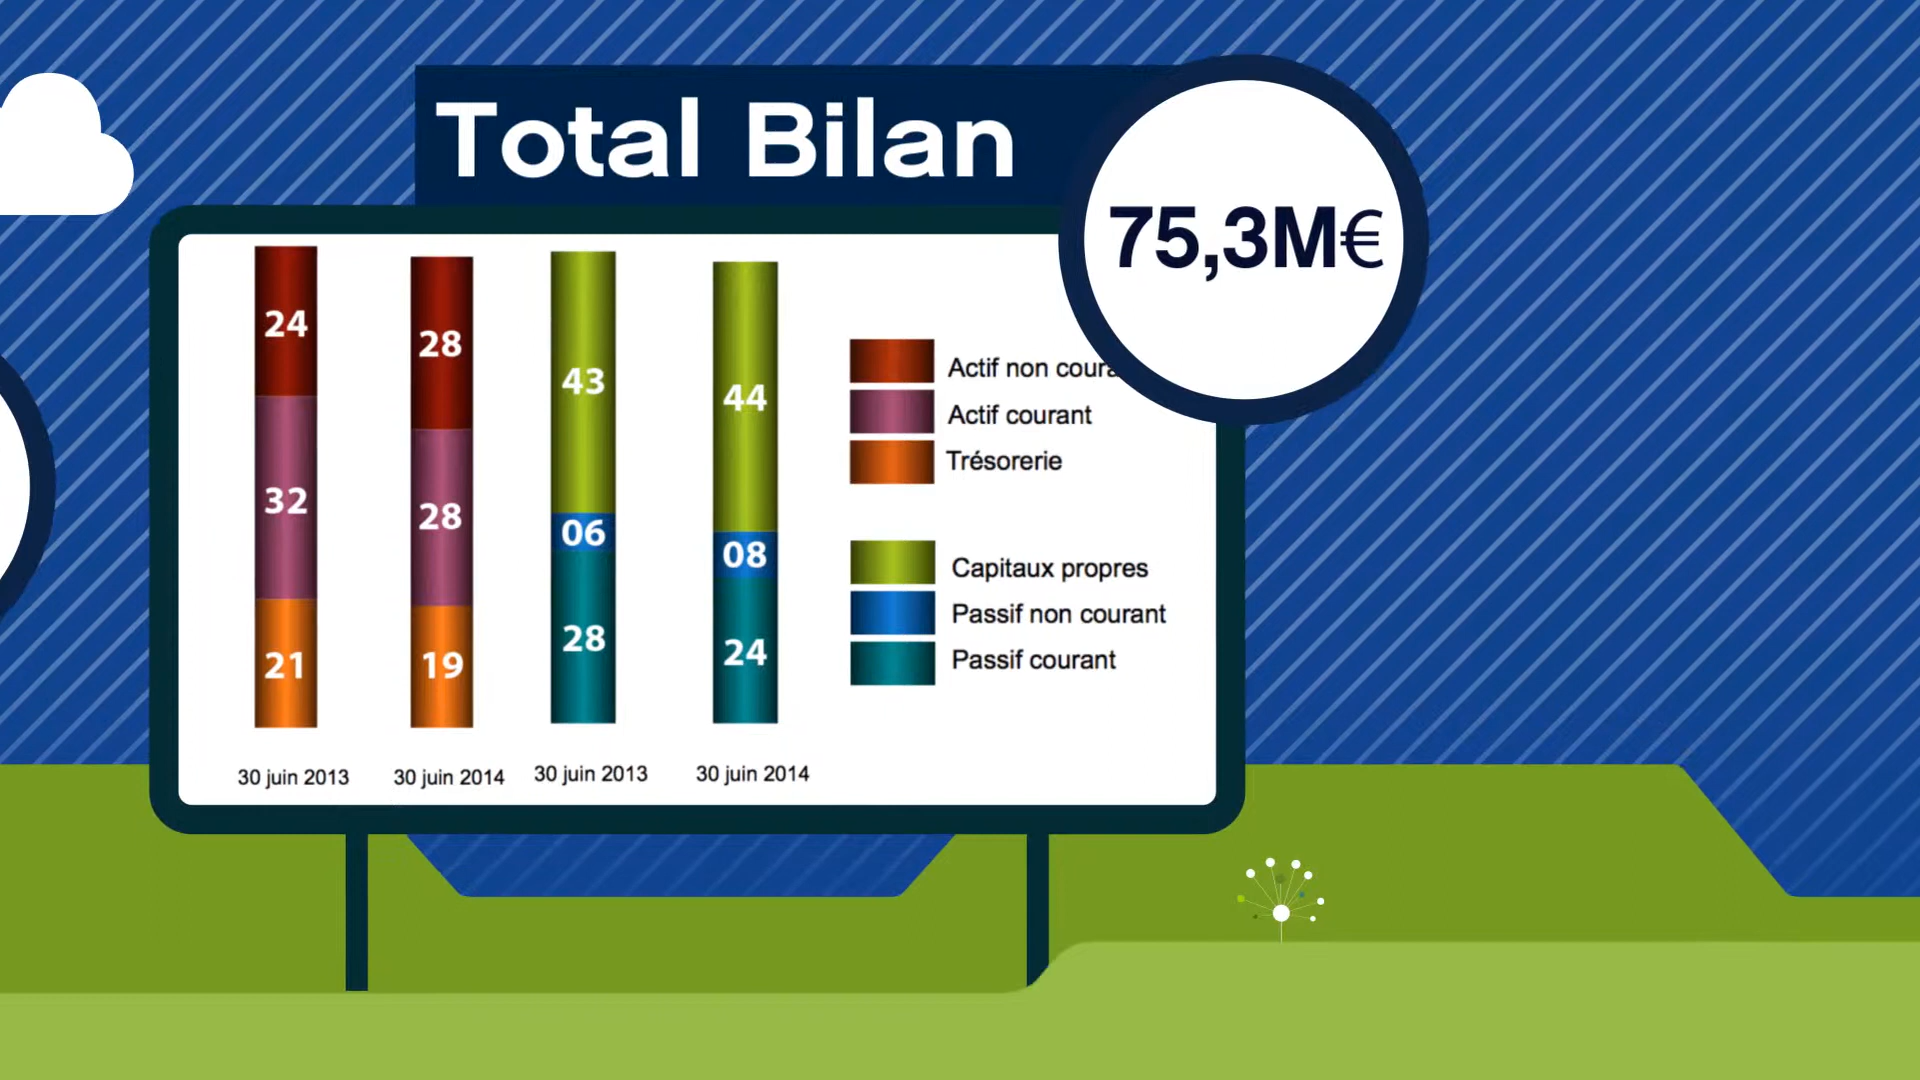 Total Bilan
75,3M€
24
28
43
44
32
28
06
08
21
19
28
24
30 juin 2013
30 juin 2014
30 juin 2013
30 juin 2014
Actif non
Actif courant
Trésorerie
Capitaux propres
Passif non courant
Passif courant